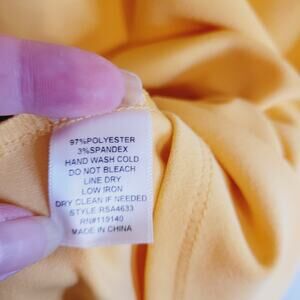 97%POLYESTER
3%SPANDEX
HAND WASH COLD
DO NOT BLEACH
LINE DRY
LOW IRON
DRY CLEAN IF NEEDED
STYLE:RSA4633
RN#119140
MADE IN CHINA